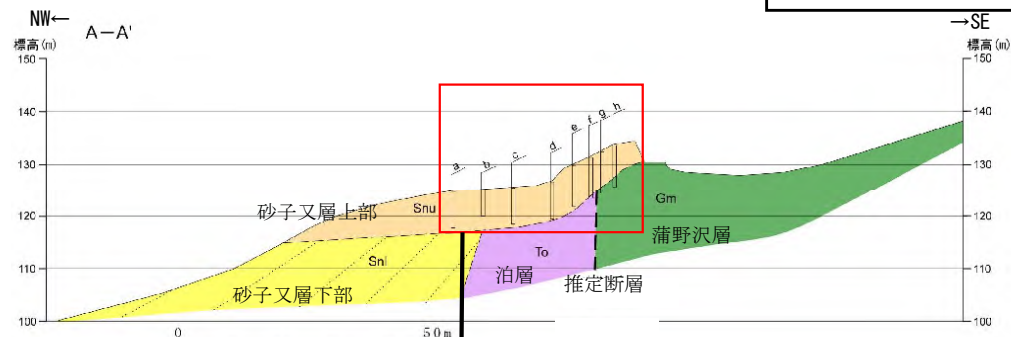 NW←
A－A'
→SE
標高(m)
標高(m)
150
150
140
140
130
130
120
120
110
110
100
100
a
b
c
d
e
f
g
h
砂子又層上部
Snu
Gm
蒲野沢層
Snl
To
砂子又層下部
泊層
推定断層
0
50m